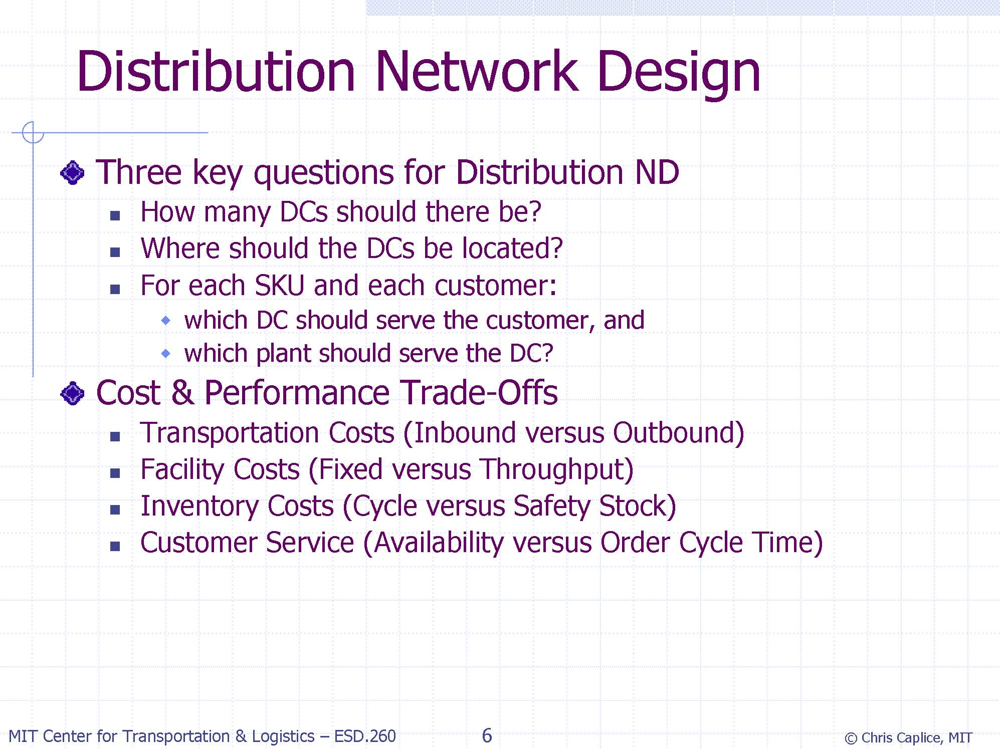 Distribution Network Design
Three key questions for Distribution ND
How many DCs should there be?
Where should the DCs be located?
For each SKU and each customer:
which DC should serve the customer, and
which plant should serve the DC?
Cost & Performance Trade-Offs
Transportation Costs (Inbound versus Outbound)
Facility Costs (Fixed versus Throughput)
Inventory Costs (Cycle versus Safety Stock)
Customer Service (Availability versus Order Cycle Time)
MIT Center for Transportation & Logistics – ESD.260
6
© Chris Caplice, MIT